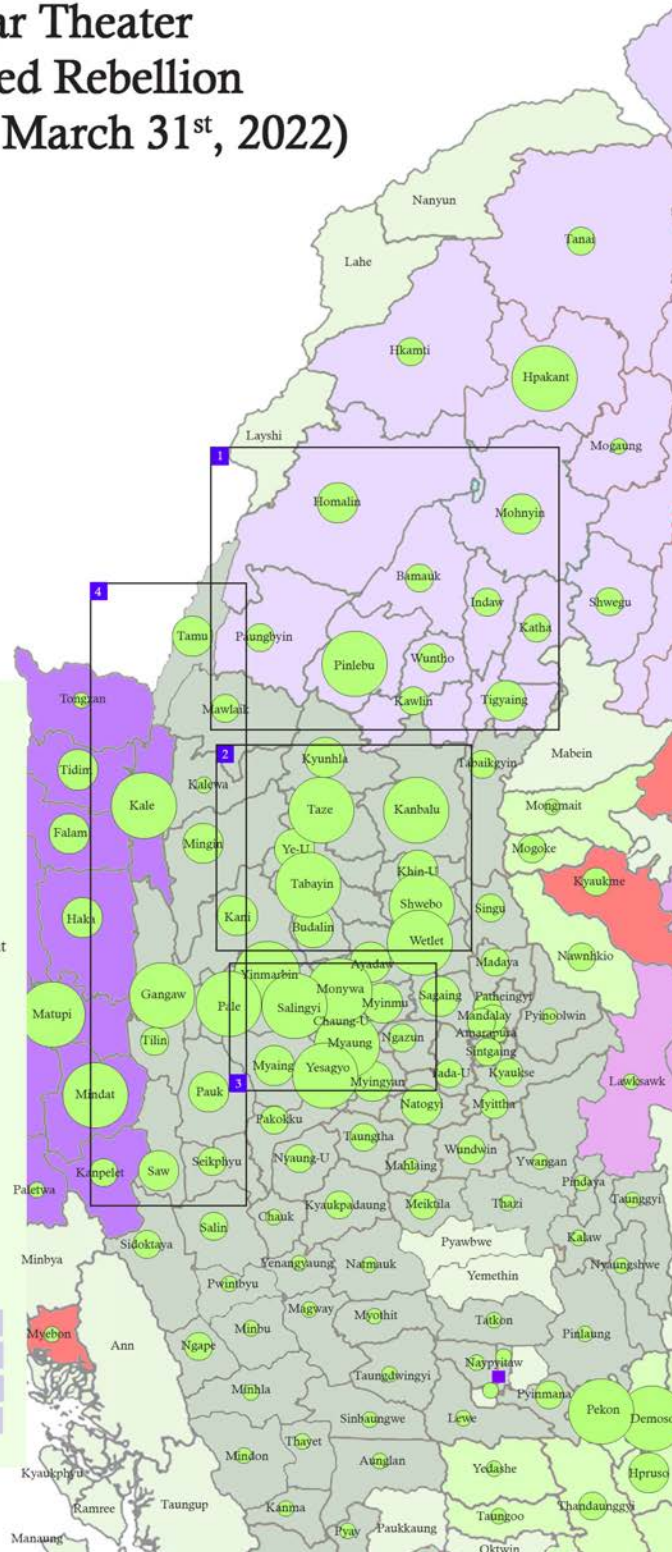 ar Theater
ed Rebellion
March 31st, 2022)
Nanyun
Tanai
Lahe
Hkamti
Hpakant
Layshi
Mogaung
1
Homalin
Mohnyin
Bamauk
4
Indaw
Shwegu
Katha
Tamu
Paungbyin
Wuntho
Pinlebu
Tongzan
Kawlin
Tigyaing
Mawlaik
2
Kyunhla
Tabaikgyin
Mabein
Tidim
Kalewa
Kale
Taze
Kanbalu
Mongmait
Falam
Mingin
Ye-U
Mogoke
Khin-U
Tabayin
Kyaukme
Shwebo
Singu
Haka
Kani
Budalin
Wetlet
Nawnhkio
Ayadaw
Madaya
Yinmarbin
Gangaw
Monywa
Sagaing
Patheingyi
Pale
Salingyi
Myinmu
Matupi
Mandalay
Pyinoolwin
Chaung-U
Amarapura
Tilin
Myaung
Ngazun
Sintgaing
Myaing
Yesagyo
Tada-U
Kyaukse
3
Myingyan
Lawksawk
Mindat
Pauk
Natogyi
Myittha
Pakokku
Taungtha
Wundwin
Kanpelet
Saw
Seikphyu
Nyaung-U
Mahlaing
Ywangan
Paletwa
Pindaya
Taunggyi
Kyaukpadaung
Meiktila
Thazi
Salin
Chauk
Sidoktaya
Pyawbwe
Kalaw
Minbya
Yenangyaung
Natmauk
Nyaungshwe
Yemethin
Pwintbyu
Magway
Myothit
Tatkon
Myebon
Minbu
Pinlaung
Ann
Ngape
Naypyitaw
Taungdwingyi
Minhla
Pyinmana
Pekon
Demoso
Sinbaungwe
Lewe
Thayet
Mindon
Aunglan
Yedashe
Hpruso
Kyaukphyu
Ramree
Taungup
Kanma
Taungoo
Thandaunggyi
Pyay
Paukkaung
Manaung
Oktwin